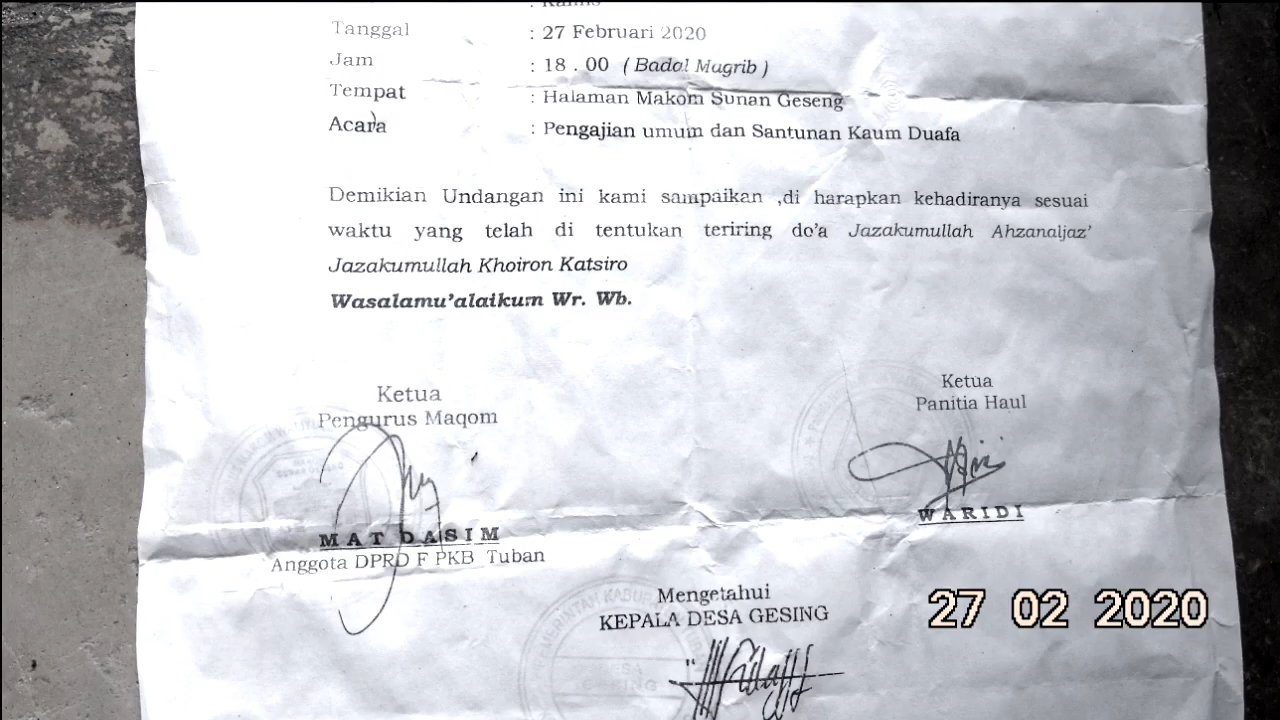 : Kamis
Tanggal : 27 Februari 2020
Jam : 18 . 00 ( Badal Magrib )
Tempat : Halaman Makom Sunan Geseng
Acara : Pengajian umum dan Santunan Kaum Duafa
Demikian Undangan ini kami sampaikan ,di harapkan kehadiranya sesuai
waktu yang telah di tentukan teriring do'a Jazakumullah Ahzanaljaz'
Jazakumullah Khoiron Katsiro
Wasalamu'alaikum Wr. Wb.
Ketua
Pengurus Maqom
MAT DASIM
Anggota DPRD F PKB Tuban
Ketua
Panitia Haul
WARIDI
Mengetahui
KEPALA DESA GESING
27 02 2020